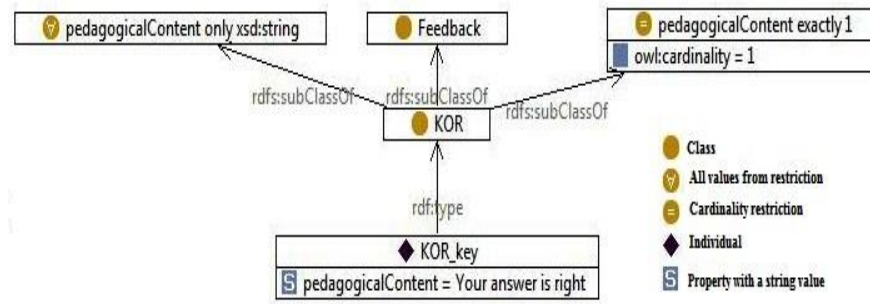 pedagogicalContent only xsd:string
Feedback
pedagogicalContent exactly 1
owl:cardinality = 1
rdfs:subClassOf
rdfs:subClassOf
rdfs:subClassOf
KOR
Class
All values from restriction
Cardinality restriction
rdf:type
KOR_key
Individual
S pedagogicalContent = Your answer is right
S Property with a string value